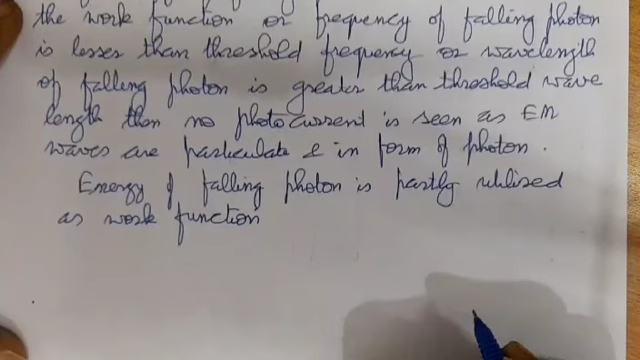 the work function or frequency of falling photon
is lesser than threshold frequency or wavelength
of falling photon is greater than threshold wave
length then no photocurrent is seen as EM
waves are particulate & in form of photon.
Energy of falling photon is partly utilised
as work function